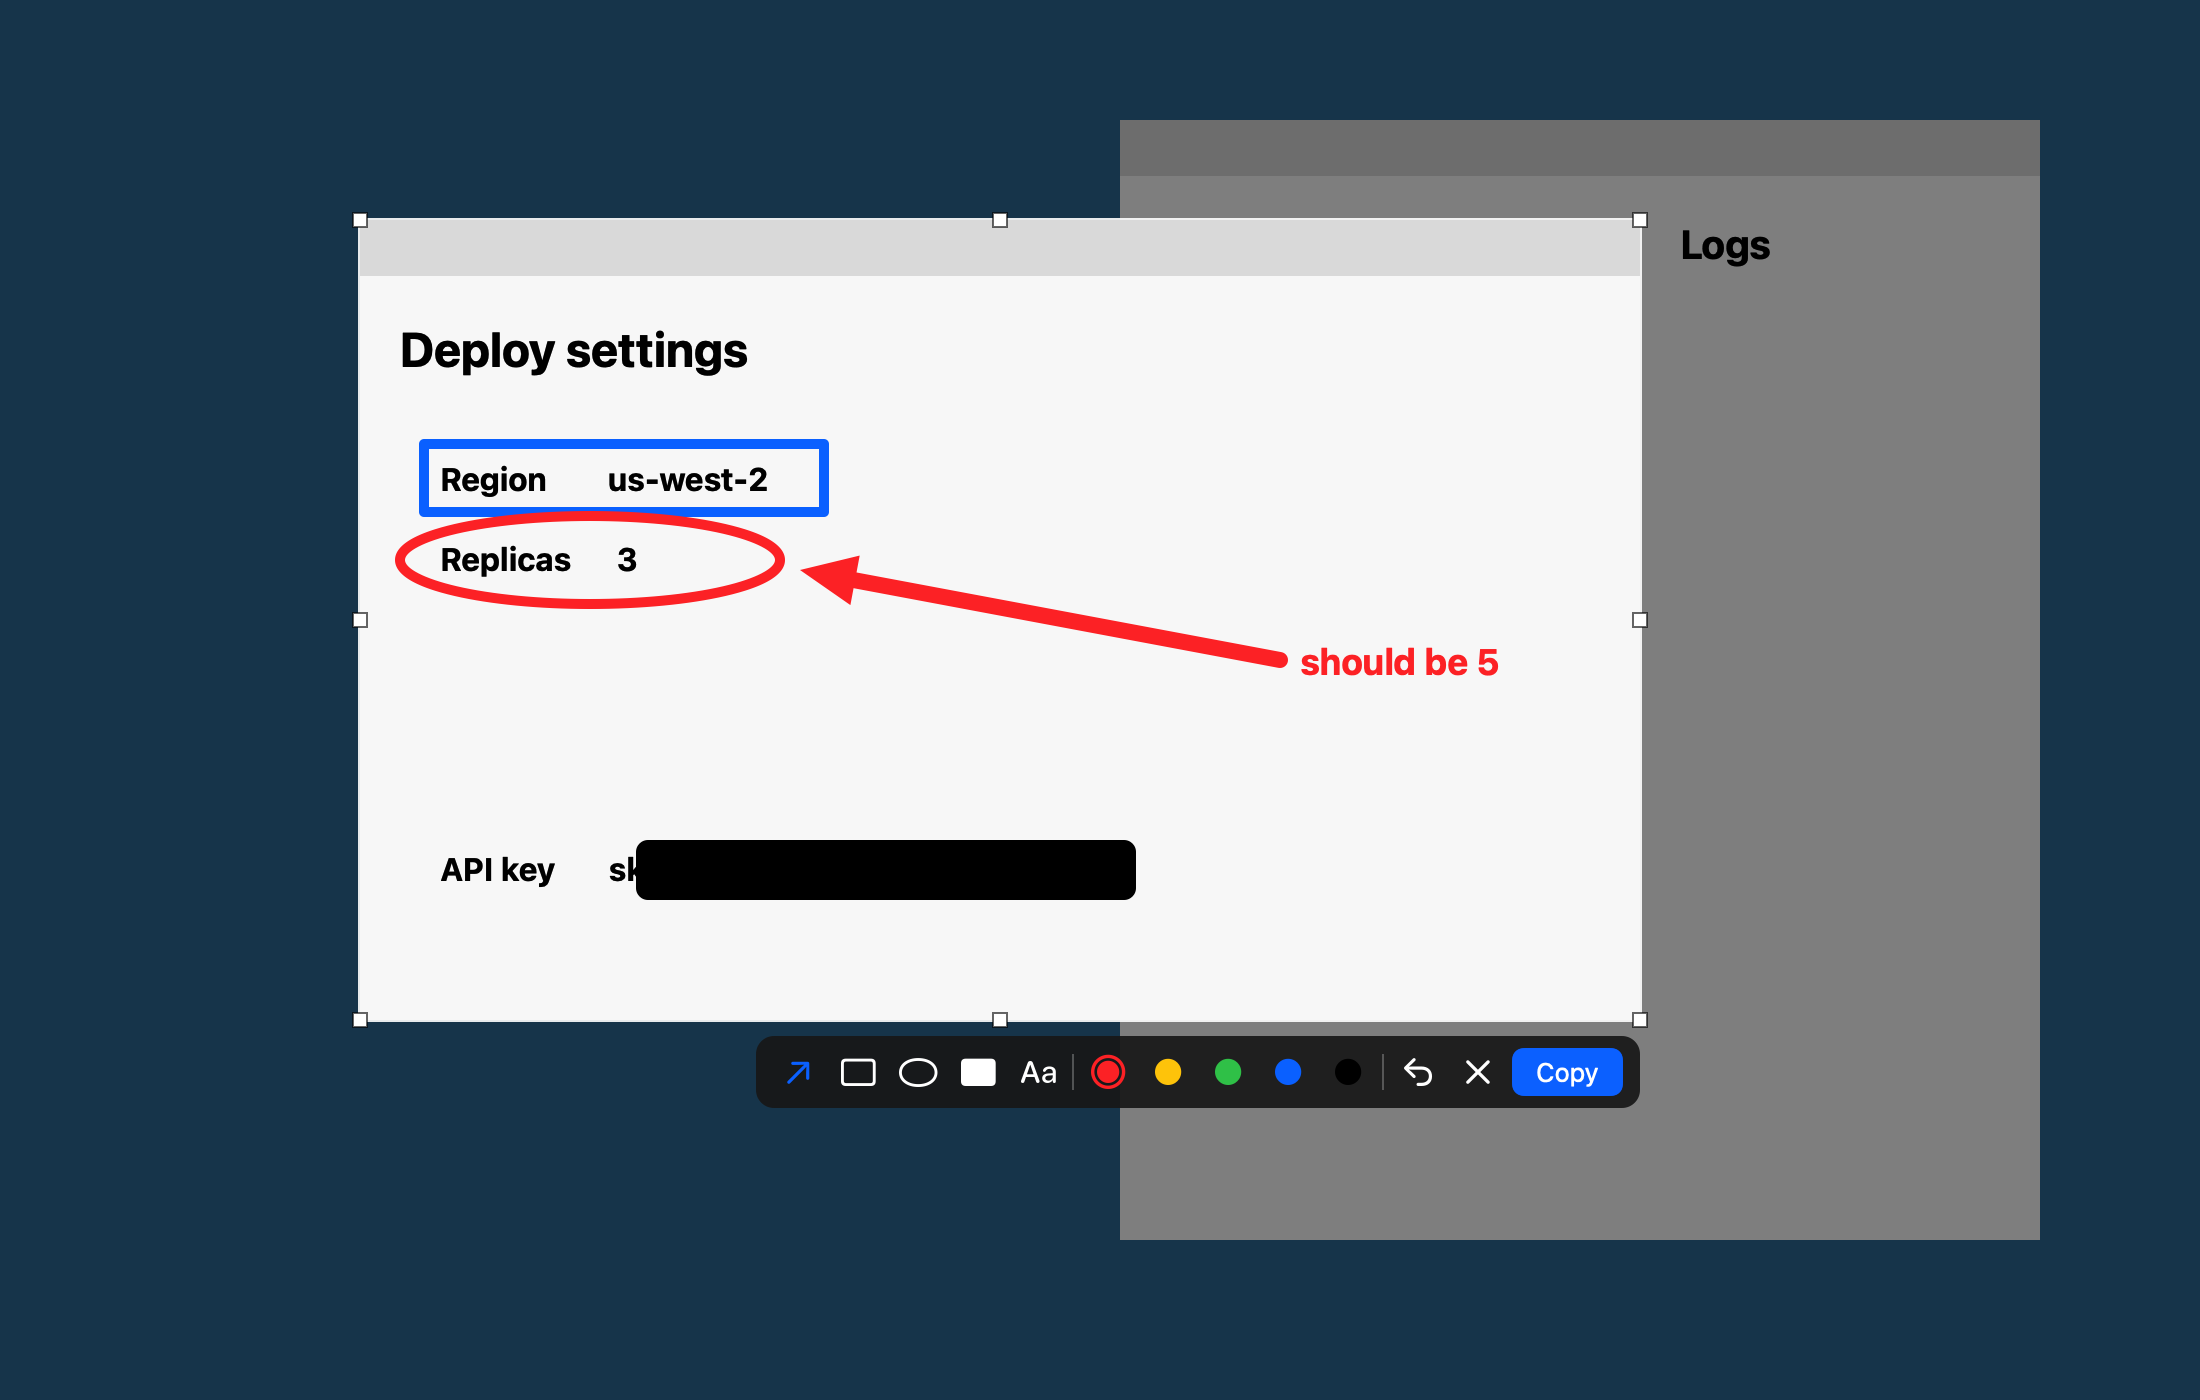 Logs
Deploy settings
Region us-west-2
Replicas 3
should be 5
API key sk
Aa
Copy